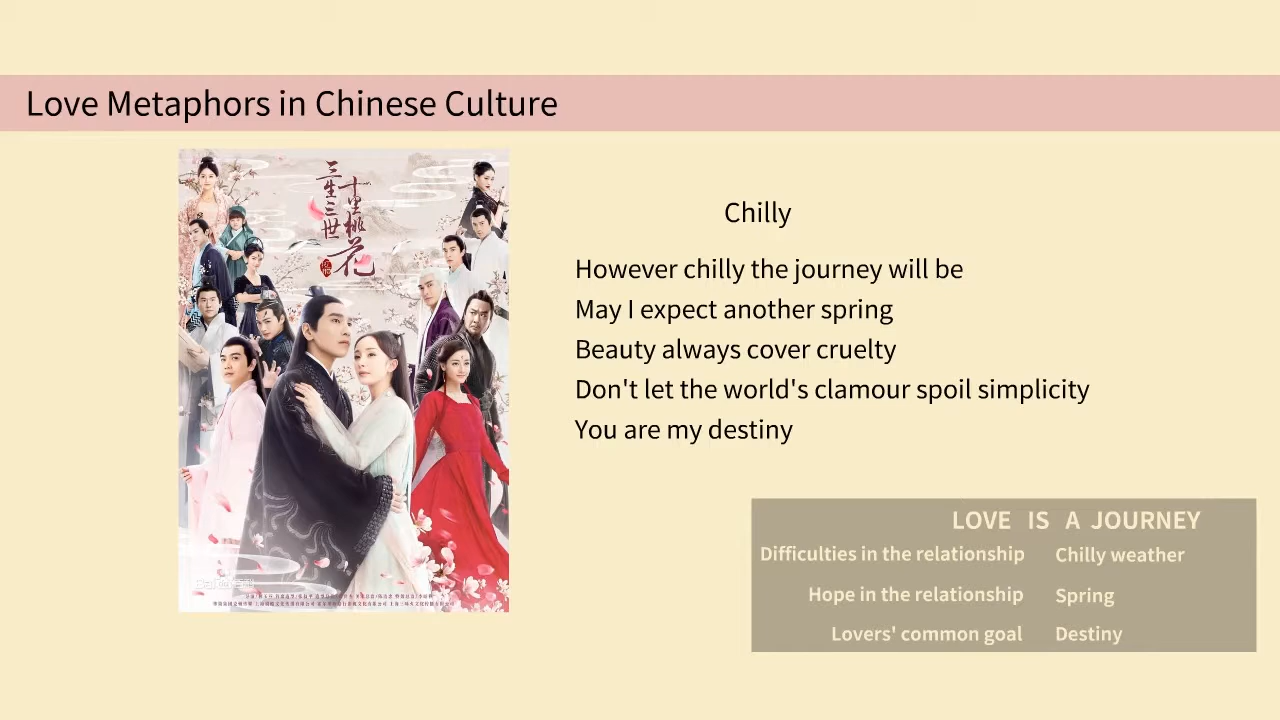 Love Metaphors in Chinese Culture
三生三世
十里桃花
Chilly
However chilly the journey will be
May I expect another spring
Beauty always cover cruelty
Don't let the world's clamour spoil simplicity
You are my destiny
LOVE IS A JOURNEY
Difficulties in the relationship Chilly weather
Hope in the relationship Spring
Lovers' common goal Destiny